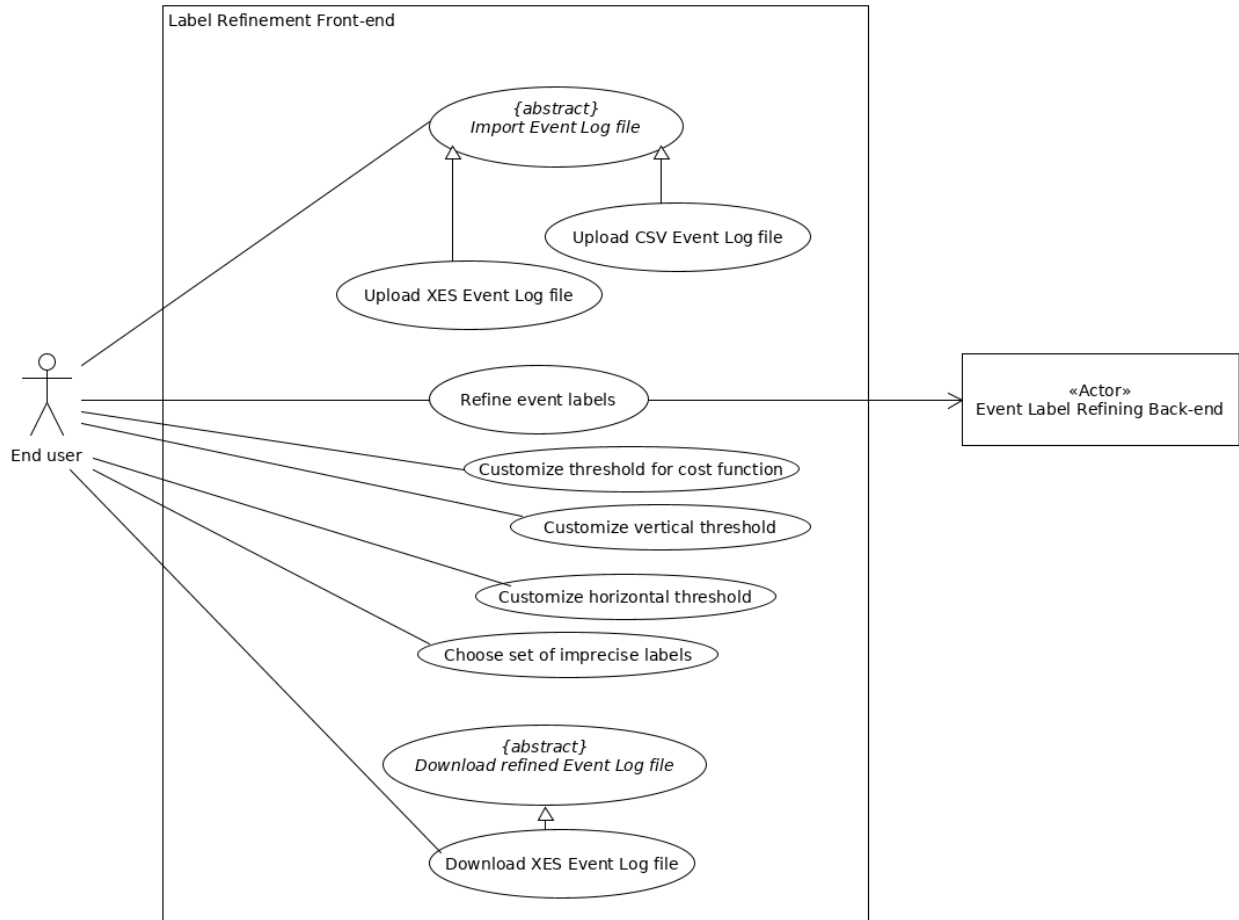 Label Refinement Front-end
{abstract}
Import Event Log file
Upload CSV Event Log file
Upload XES Event Log file
End user
Refine event labels
«Actor»
Event Label Refining Back-end
Customize threshold for cost function
Customize vertical threshold
Customize horizontal threshold
Choose set of imprecise labels
{abstract}
Download refined Event Log file
Download XES Event Log file